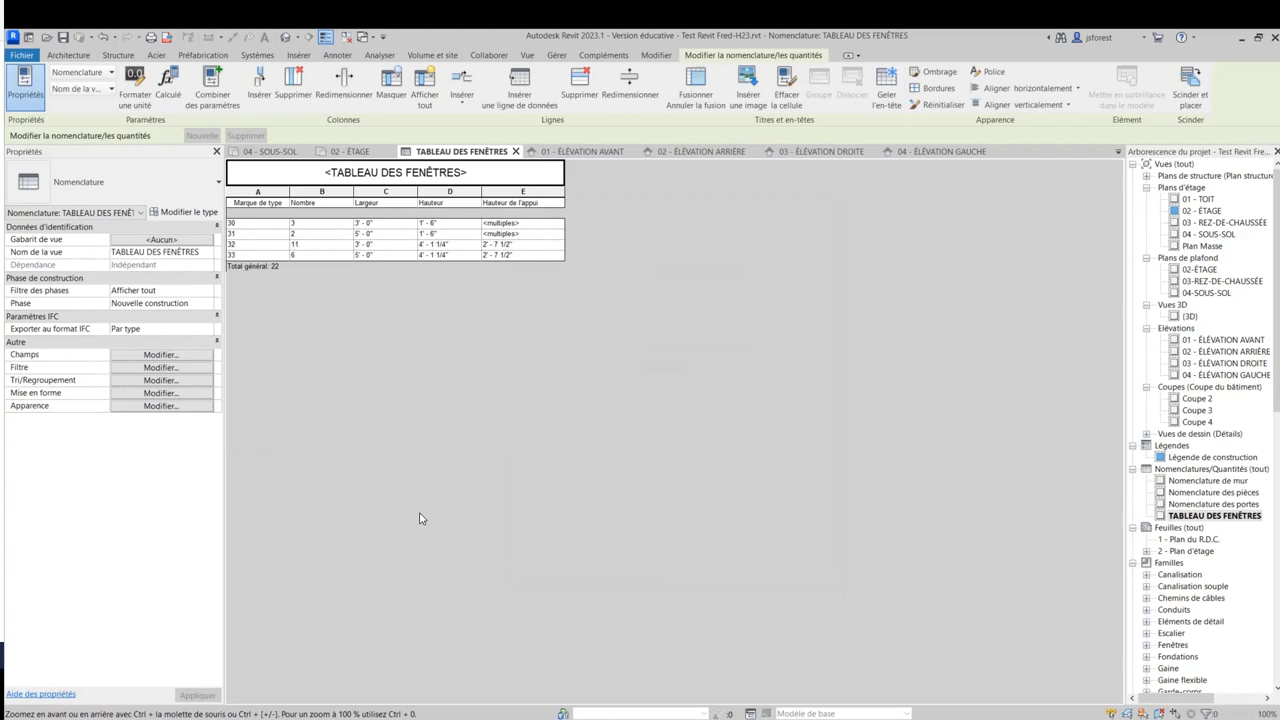 Autodesk Revit 2023.1 - Version éducative - Test Revit Fred-H23.rvt - Nomenclature: TABLEAU DES FENÊTRES
jsforest
Fichier Architecture Structure Acier Préfabrication Systèmes Insérer Annoter Analyser Volume et site Collaborer Vue Gérer Compléments Modifier Modifier la nomenclature/les quantités
Propriétés
Nomenclature
Nom de la v...
Formater une unité
Calculé
Combiner des paramètres
Insérer
Supprimer
Redimensionner
Masquer
Afficher tout
Insérer
Insérer une ligne de données
Supprimer
Redimensionner
Fusionner Annuler la fusion
Insérer une image
Effacer la cellule
Groupe
Dissocier
Geler l'en-tête
Ombrage
Bordures
Réinitialiser
Police
Aligner horizontalement
Aligner verticalement
Mettre en surbrillance dans le modèle
Scinder et placer
Propriétés Paramètres Colonnes Lignes Titres et en-têtes Apparence Elément Scinder
Modifier la nomenclature/les quantités Nouvelle Supprimer
04 - SOUS-SOL 02 - ÉTAGE TABLEAU DES FENÊTRES 01 - ÉLÉVATION AVANT 02 - ÉLÉVATION ARRIÈRE 03 - ÉLÉVATION DROITE 04 - ÉLÉVATION GAUCHE
Propriétés
Nomenclature
Nomenclature: TABLEAU DES FENÊT Modifier le type
Données d'identification
Gabarit de vue <Aucun>
Nom de la vue TABLEAU DES FENÊTRES
Dépendance Indépendant
Phase de construction
Filtre des phases Afficher tout
Phase Nouvelle construction
Paramètres IFC
Exporter au format IFC Par type
Autre
Champs Modifier...
Filtre Modifier...
Tri/Regroupement Modifier...
Mise en forme Modifier...
Apparence Modifier...
Aide des propriétés Appliquer
<TABLEAU DES FENÊTRES>
A B C D E
Marque de type Nombre Largeur Hauteur Hauteur de l'appui
30 3 3' - 0" 1' - 6" <multiples>
31 2 5' - 0" 1' - 6" <multiples>
32 11 3' - 0" 4' - 1 1/4" 2' - 7 1/2"
33 6 5' - 0" 4' - 1 1/4" 2' - 7 1/2"
Total général: 22
Arborescence du projet - Test Revit Fre...
Vues (tout)
Plans de structure (Plan structure
Plans d'étage
01 - TOIT
02 - ÉTAGE
03 - REZ-DE-CHAUSSÉE
04 - SOUS-SOL
Plan Masse
Plans de plafond
02-ÉTAGE
03-REZ-DE-CHAUSSÉE
04-SOUS-SOL
Vues 3D
{3D}
Elévations
01 - ÉLÉVATION AVANT
02 - ÉLÉVATION ARRIÈRE
03 - ÉLÉVATION DROITE
04 - ÉLÉVATION GAUCHE
Coupes (Coupe du bâtiment)
Coupe 2
Coupe 3
Coupe 4
Vues de dessin (Détails)
Légendes
Légende de construction
Nomenclatures/Quantités (tout)
Nomenclature de mur
Nomenclature des pièces
Nomenclature des portes
TABLEAU DES FENÊTRES
Feuilles (tout)
1 - Plan du R.D.C.
2 - Plan d'étage
Familles
Canalisation
Canalisation souple
Chemins de câbles
Conduits
Eléments de détail
Escalier
Fenêtres
Fondations
Gaine
Gaine flexible
Garde-corps
Zoomez en avant ou en arrière avec Ctrl + la molette de souris ou Ctrl + [+/-]. Pour un zoom à 100 % utilisez Ctrl + 0. :0 Modèle de base :0 100%